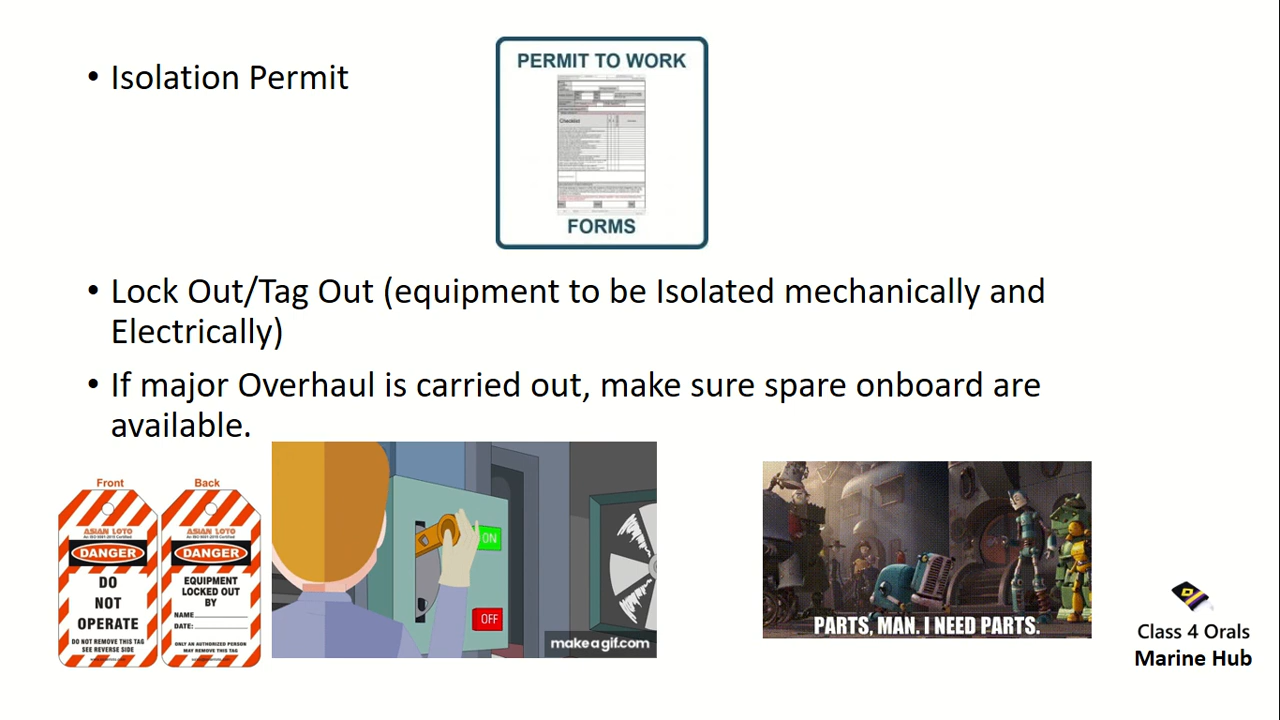 • Isolation Permit
PERMIT TO WORK
Checklist
FORMS
• Lock Out/Tag Out (equipment to be Isolated mechanically and
Electrically)
• If major Overhaul is carried out, make sure spare onboard are
available.
Front
ASIAN LOTO
DANGER
DO
NOT
OPERATE
DO NOT REMOVE THIS TAG
SEE REVERSE SIDE
Back
ASIAN LOTO
DANGER
EQUIPMENT
LOCKED OUT
BY
NAME
DATE:
ONLY AN AUTHORIZED PERSON
MAY REMOVE THIS TAG
ON
OFF
makeagif.com
PARTS, MAN. I NEED PARTS.
Class 4 Orals
Marine Hub